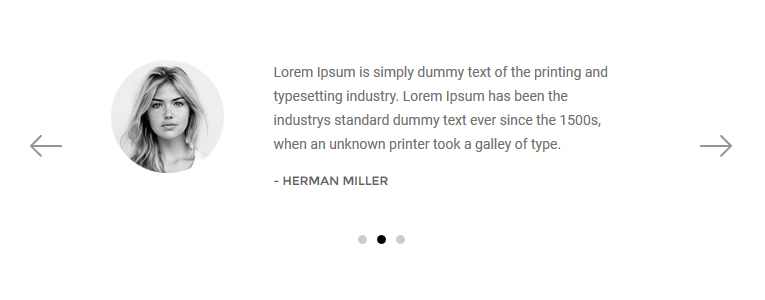 Lorem Ipsum is simply dummy text of the printing and
typesetting industry. Lorem Ipsum has been the
industrys standard dummy text ever since the 1500s,
when an unknown printer took a galley of type.
- HERMAN MILLER